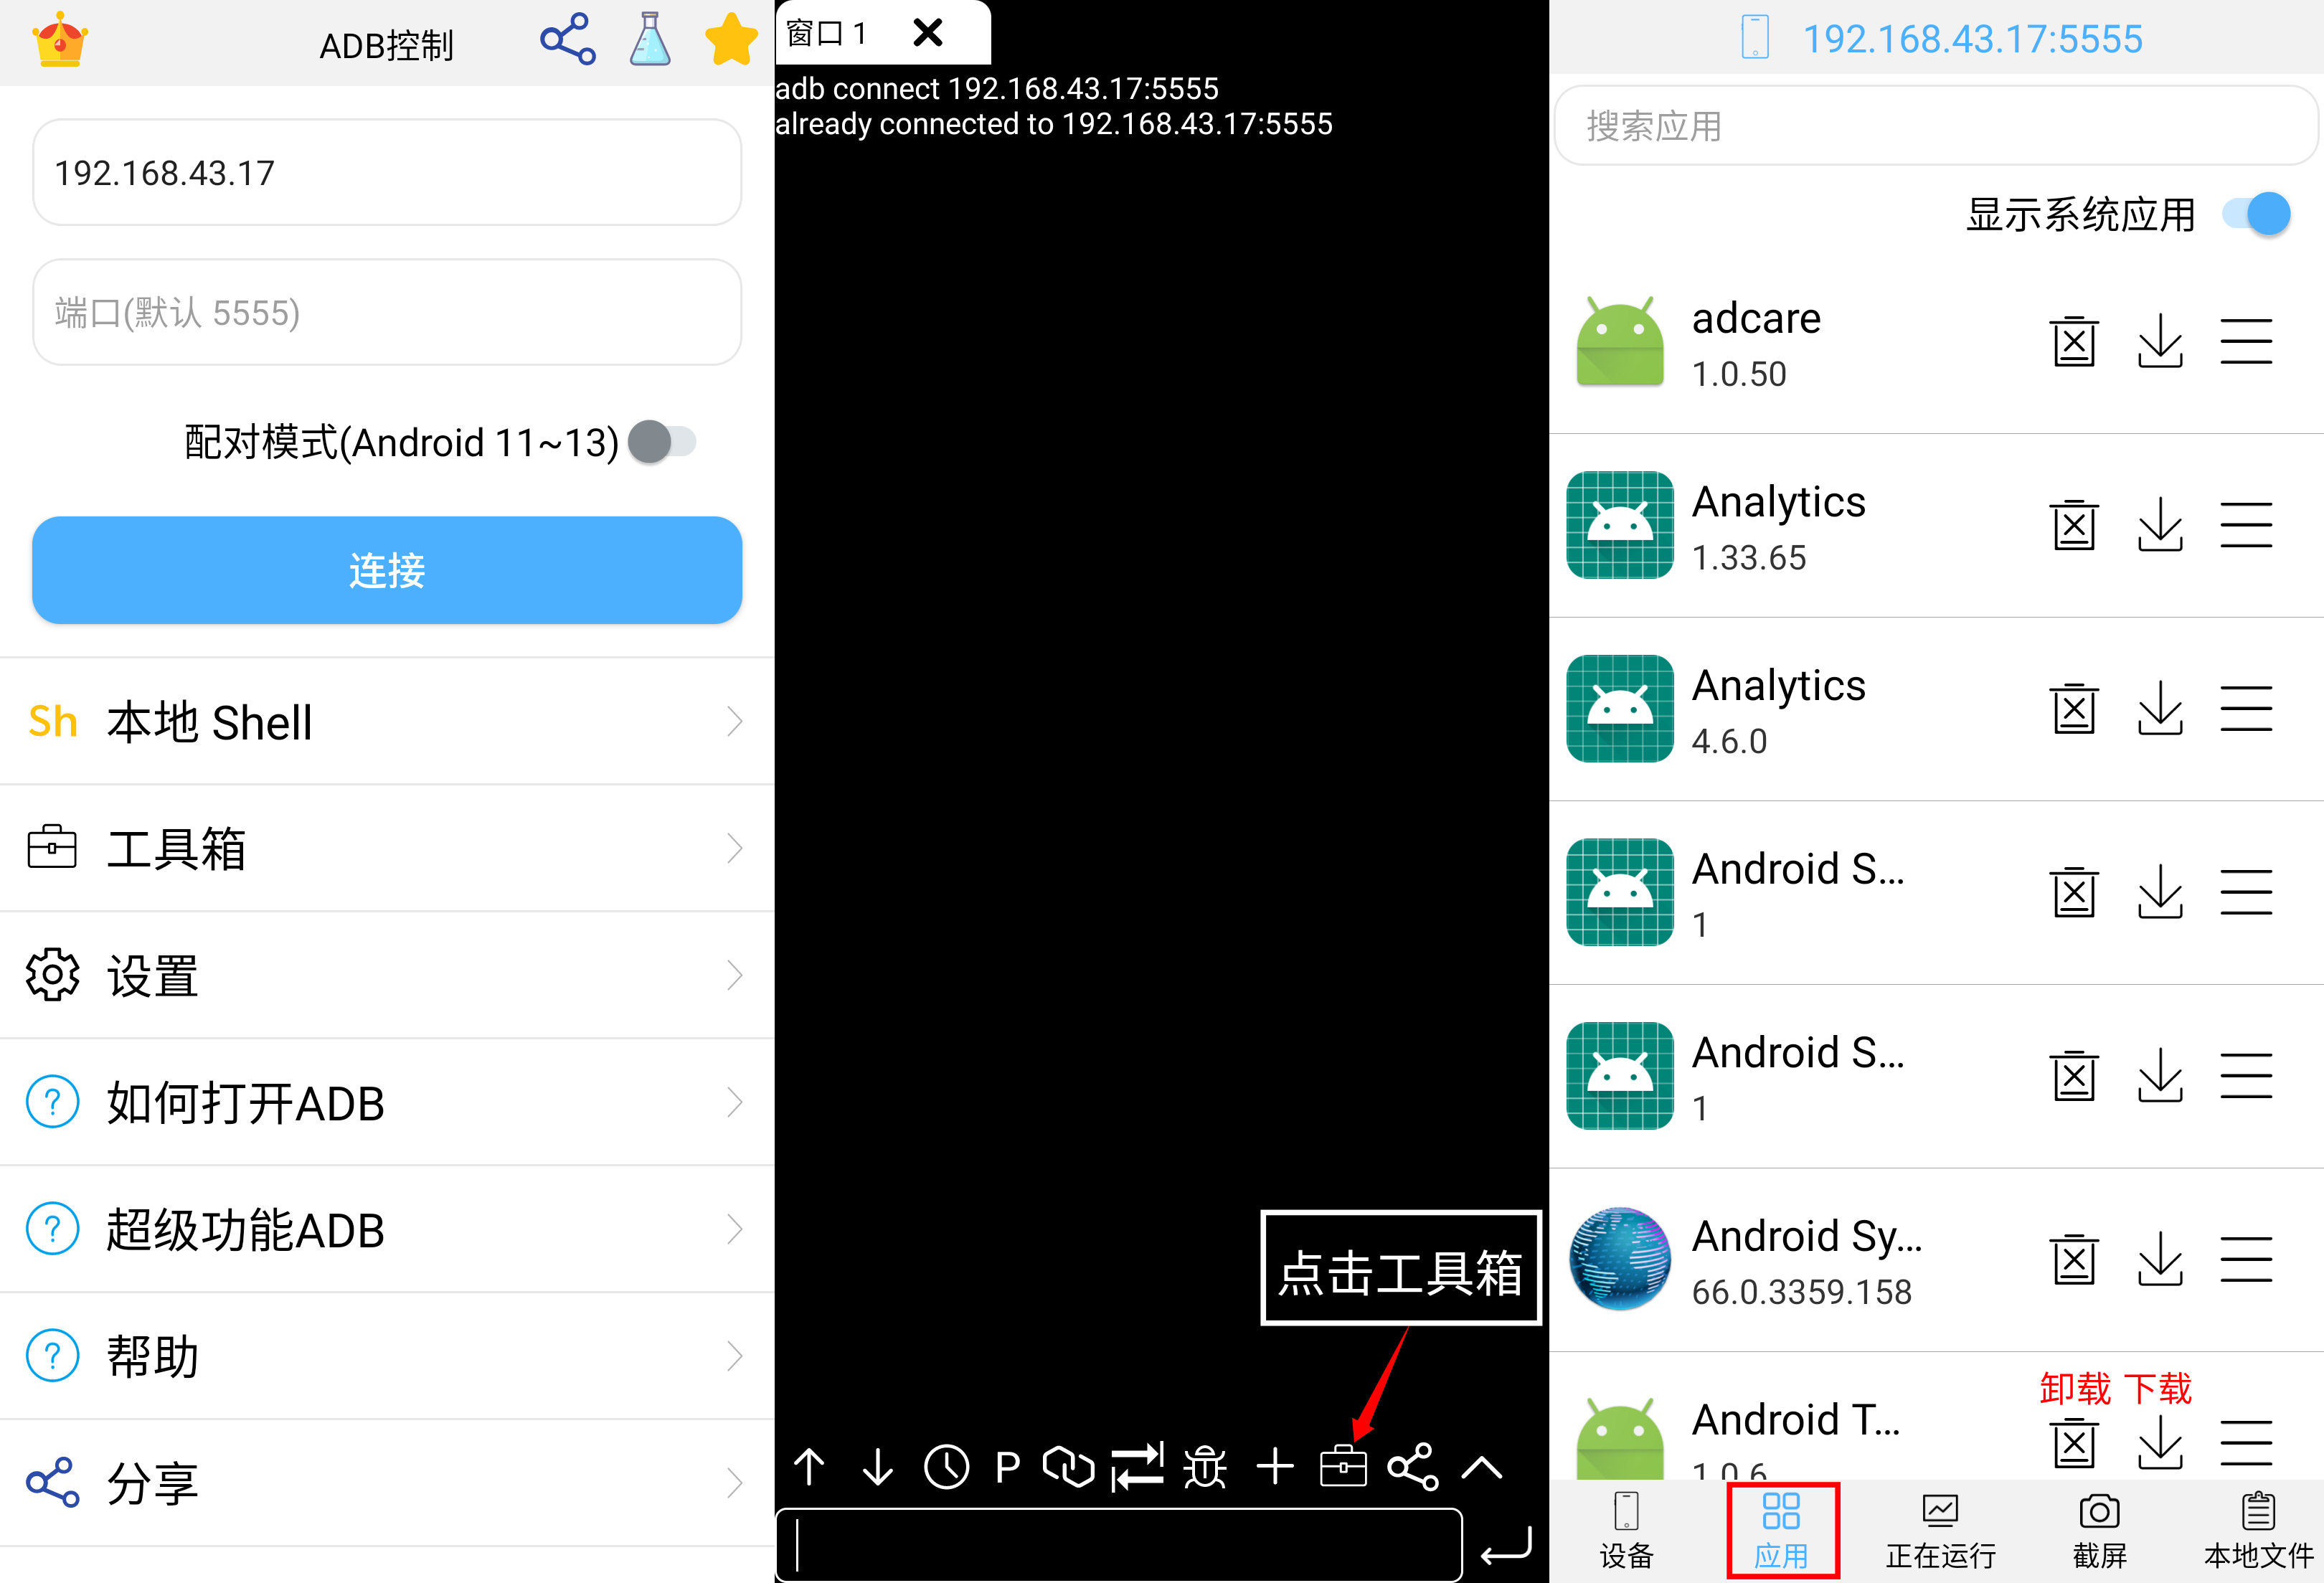 ADB控制
192.168.43.17
端口(默认 5555)
配对模式(Android 11~13)
连接
Sh 本地 Shell
工具箱
设置
如何打开ADB
超级功能ADB
帮助
分享
窗口 1
adb connect 192.168.43.17:5555
already connected to 192.168.43.17:5555
点击工具箱
P
192.168.43.17:5555
搜索应用
显示系统应用
adcare
1.0.50
Analytics
1.33.65
Analytics
4.6.0
Android S...
1
Android S...
1
Android Sy...
66.0.3359.158
卸载 下载
Android T...
1.0.6
设备 应用 正在运行 截屏 本地文件